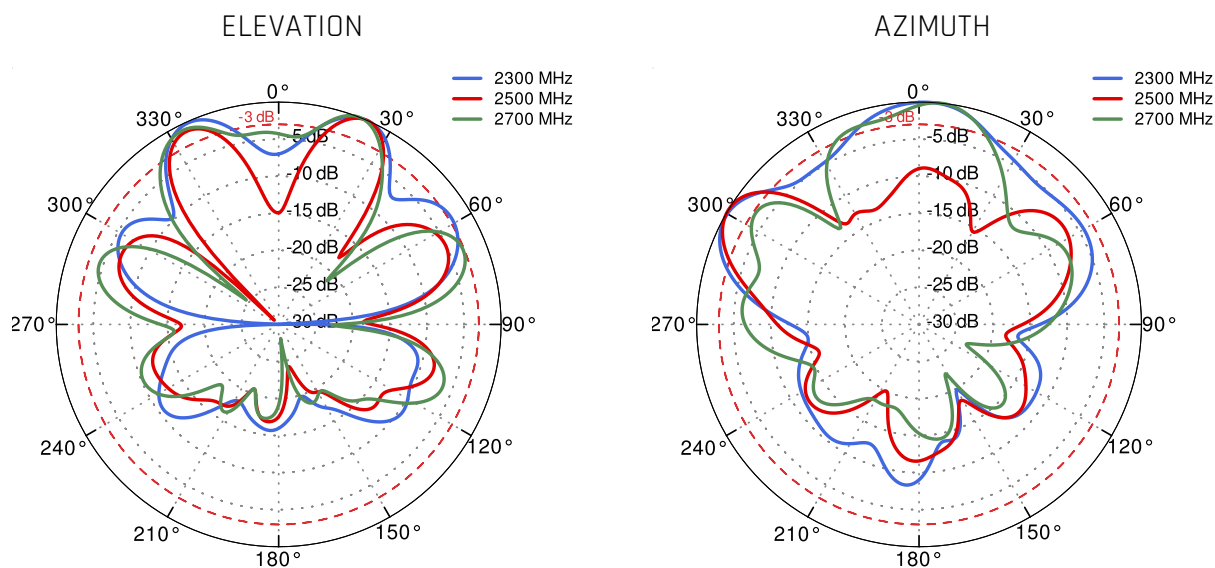 ELEVATION
2300 MHz
2500 MHz
2700 MHz
0°
30°
60°
90°
120°
150°
180°
210°
240°
270°
300°
330°
-3 dB
-5 dB
-10 dB
-15 dB
-20 dB
-25 dB
-30 dB
AZIMUTH
2300 MHz
2500 MHz
2700 MHz
0°
30°
60°
90°
120°
150°
180°
210°
240°
270°
300°
330°
-3 dB
-5 dB
-10 dB
-15 dB
-20 dB
-25 dB
-30 dB